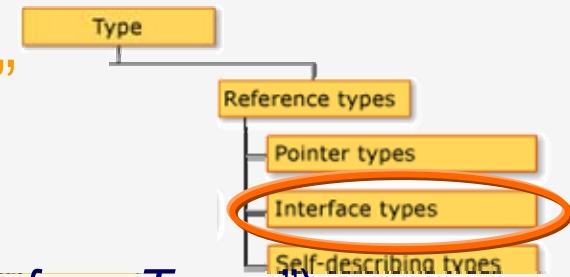 Type
”
Reference types
Pointer types
Interface types
Self-describing types